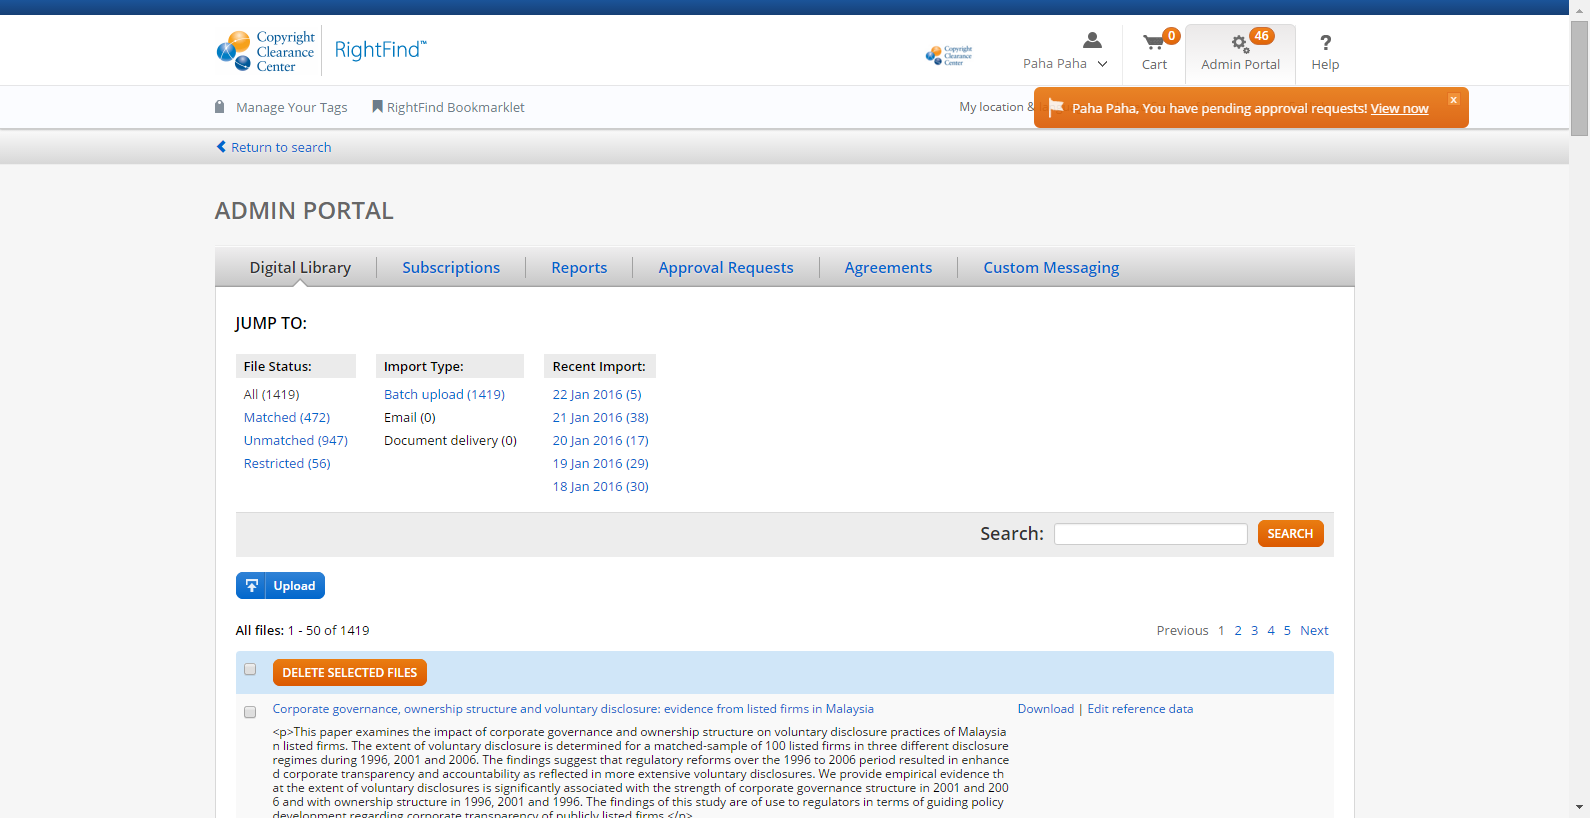 Copyright
Clearance
Center
RightFind™
Copyright
Clearance
Center
Paha Paha
0
Cart
46
Admin Portal
?
Help
Manage Your Tags
RightFind Bookmarklet
My location &
Paha Paha, You have pending approval requests! View now
x
Return to search
ADMIN PORTAL
Digital Library
Subscriptions
Reports
Approval Requests
Agreements
Custom Messaging
JUMP TO:
File Status:
All (1419)
Matched (472)
Unmatched (947)
Restricted (56)
Import Type:
Batch upload (1419)
Email (0)
Document delivery (0)
Recent Import:
22 Jan 2016 (5)
21 Jan 2016 (38)
20 Jan 2016 (17)
19 Jan 2016 (29)
18 Jan 2016 (30)
Search:
SEARCH
Upload
All files: 1 - 50 of 1419
Previous 1 2 3 4 5 Next
DELETE SELECTED FILES
Corporate governance, ownership structure and voluntary disclosure: evidence from listed firms in Malaysia
Download | Edit reference data
<p>This paper examines the impact of corporate governance and ownership structure on voluntary disclosure practices of Malaysia
n listed firms. The extent of voluntary disclosure is determined for a matched-sample of 100 listed firms in three different disclosure
regimes during 1996, 2001 and 2006. The findings suggest that regulatory reforms over the 1996 to 2006 period resulted in enhance
d corporate transparency and accountability as reflected in more extensive voluntary disclosures. We provide empirical evidence th
at the extent of voluntary disclosures is significantly associated with the strength of corporate governance structure in 2001 and 200
6 and with ownership structure in 1996, 2001 and 1996. The findings of this study are of use to regulators in terms of guiding policy
development regarding corporate transparency of publicly listed firms.</p>